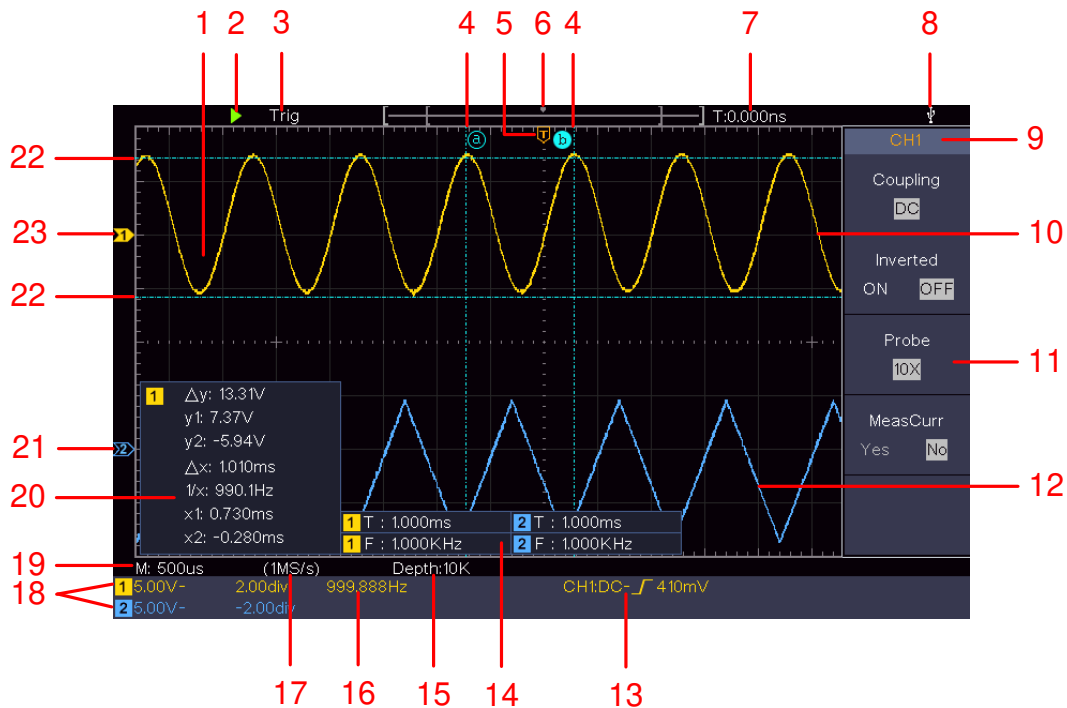 1 2 3 4 5 6 4 7 8
Trig T:0.000ns
a T b
22
CH1 9
Coupling
DC
23 1 10
Inverted
ON OFF
22
Probe
10X 11
1 △y: 13.31V
y1: 7.37V
y2: -5.94V
△x: 1.010ms
1/x: 990.1Hz
x1: 0.730ms
x2: -0.280ms
MeasCurr
Yes No
21 2
20 12
1 T : 1.000ms 2 T : 1.000ms
1 F : 1.000KHz 2 F : 1.000KHz
14
19 M: 500us (1MS/s) Depth:10K
18 1 5.00V- 2.00div 999.888Hz CH1:DC- 410mV
2 5.00V- -2.00div
17 16 15 14 13